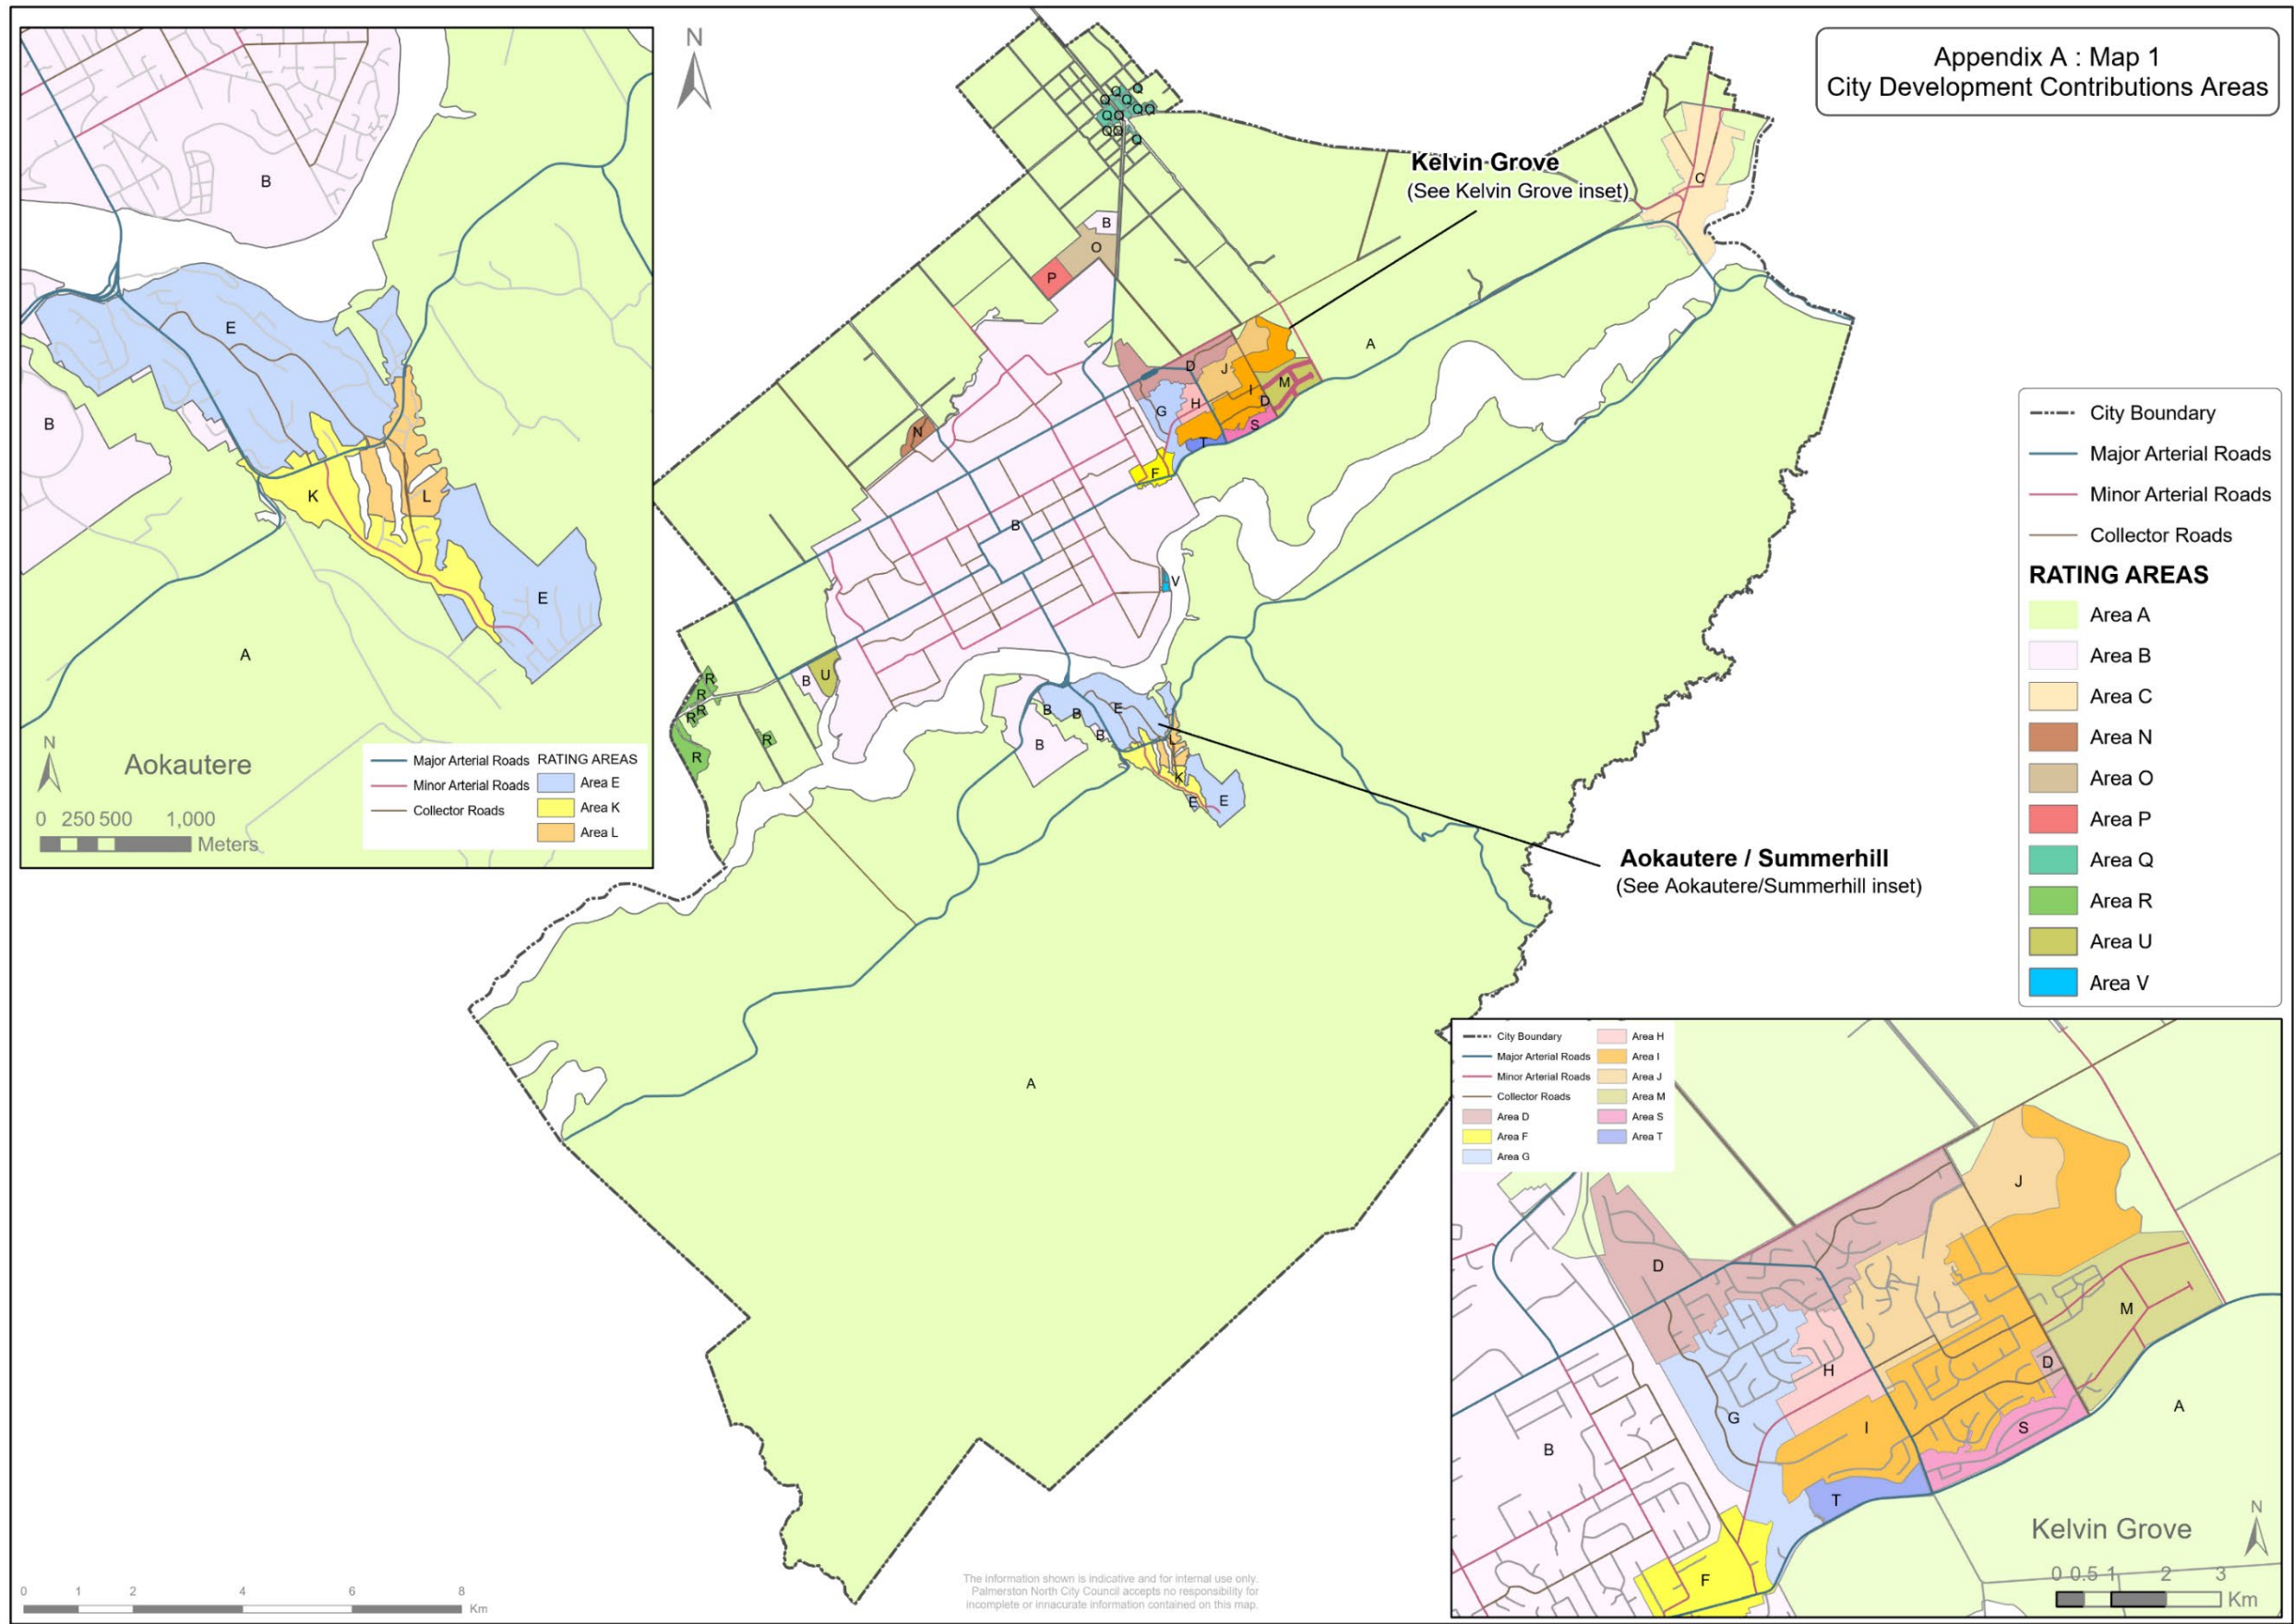 Appendix A : Map 1
City Development Contributions Areas
N
Q
Q
Q
Q
Q Q
Q Q
Q Q
Q
Kelvin Grove
(See Kelvin Grove inset)
C
B
O
P
A
D
J
I
M
G
H
D
S
T
F
N
B
V
B
U
R
R
R
R
R
R
B
B
E
B
B
L
K
E
E
Aokautere / Summerhill
(See Aokautere/Summerhill inset)
A
City Boundary
Major Arterial Roads
Minor Arterial Roads
Collector Roads
RATING AREAS
Area A
Area B
Area C
Area N
Area O
Area P
Area Q
Area R
Area U
Area V
B
E
B
K
L
E
A
N
Aokautere
0 250 500 1,000
Meters
Major Arterial Roads
Minor Arterial Roads
Collector Roads
RATING AREAS
Area E
Area K
Area L
City Boundary
Major Arterial Roads
Minor Arterial Roads
Collector Roads
Area D
Area F
Area G
Area H
Area I
Area J
Area M
Area S
Area T
J
D
M
D
H
G
A
I
S
B
T
F
N
Kelvin Grove
0 0.5 1 2 3
Km
0 1 2 4 6 8
Km
The information shown is indicative and for internal use only.
Palmerston North City Council accepts no responsibility for
incomplete or innacurate information contained on this map.